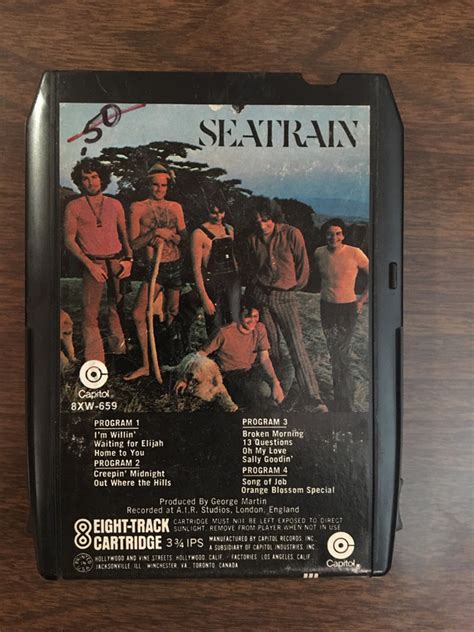 .50
SEATRAIN
Capitol®
8XW-659
PROGRAM 1
I'm Willin'
Waiting for Elijah
Home to You
PROGRAM 2
Creepin' Midnight
Out Where the Hills
PROGRAM 3
Broken Morning
13 Questions
Oh My Love
Sally Goodin'
PROGRAM 4
Song of Job
Orange Blossom Special
Produced By George Martin
Recorded at A.I.R. Studios, London, England
8 EIGHT-TRACK
CARTRIDGE 3¾ IPS
CARTRIDGE MUST NOT BE LEFT EXPOSED TO DIRECT
SUNLIGHT. REMOVE FROM PLAYER WHEN NOT IN USE
MANUFACTURED BY CAPITOL RECORDS, INC.
A SUBSIDIARY OF CAPITOL INDUSTRIES, INC.
HOLLYWOOD AND VINE STREETS, HOLLYWOOD, CALIF. · FACTORIES: LOS ANGELES, CALIF.,
JACKSONVILLE, ILL., WINCHESTER, VA., TORONTO, CANADA
Capitol®